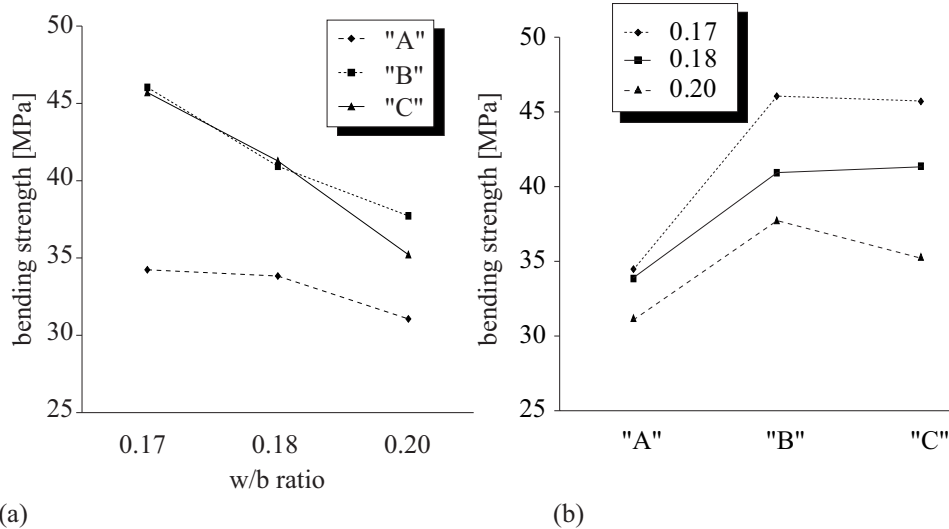 bending strength [MPa]
50
45
40
35
30
25
"A"
"B"
"C"
0.17 0.18 0.20
w/b ratio
(a)
bending strength [MPa]
50
45
40
35
30
25
0.17
0.18
0.20
"A" "B" "C"
(b)